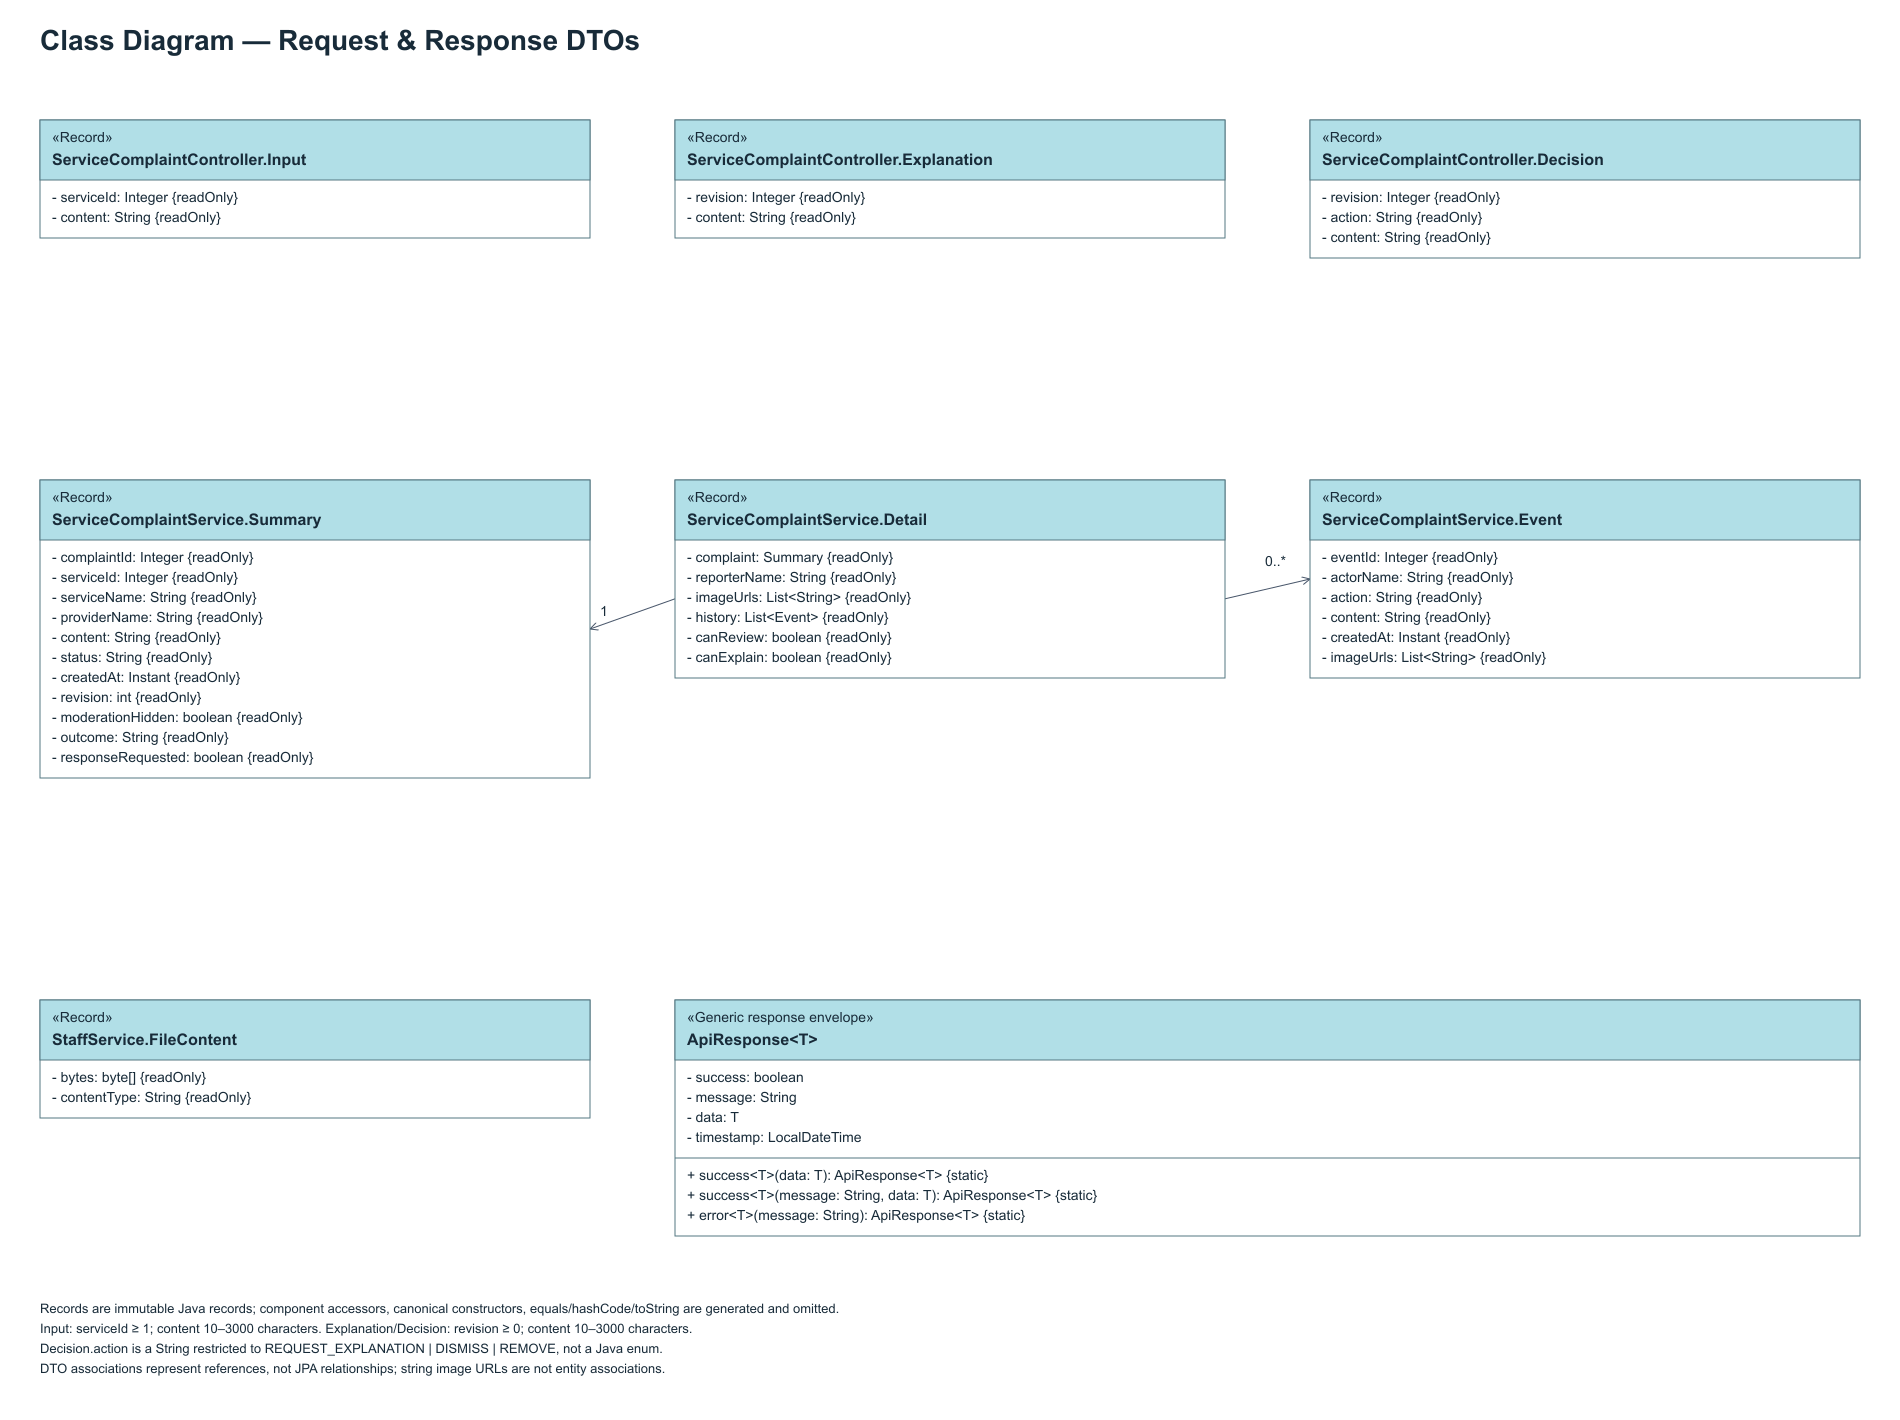 Class Diagram — Request & Response DTOs
«Record»
ServiceComplaintController.Input
- serviceId: Integer {readOnly}
- content: String {readOnly}
«Record»
ServiceComplaintController.Explanation
- revision: Integer {readOnly}
- content: String {readOnly}
«Record»
ServiceComplaintController.Decision
- revision: Integer {readOnly}
- action: String {readOnly}
- content: String {readOnly}
«Record»
ServiceComplaintService.Summary
- complaintId: Integer {readOnly}
- serviceId: Integer {readOnly}
- serviceName: String {readOnly}
- providerName: String {readOnly}
- content: String {readOnly}
- status: String {readOnly}
- createdAt: Instant {readOnly}
- revision: int {readOnly}
- moderationHidden: boolean {readOnly}
- outcome: String {readOnly}
- responseRequested: boolean {readOnly}
1
«Record»
ServiceComplaintService.Detail
- complaint: Summary {readOnly}
- reporterName: String {readOnly}
- imageUrls: List<String> {readOnly}
- history: List<Event> {readOnly}
- canReview: boolean {readOnly}
- canExplain: boolean {readOnly}
0..*
«Record»
ServiceComplaintService.Event
- eventId: Integer {readOnly}
- actorName: String {readOnly}
- action: String {readOnly}
- content: String {readOnly}
- createdAt: Instant {readOnly}
- imageUrls: List<String> {readOnly}
«Record»
StaffService.FileContent
- bytes: byte[] {readOnly}
- contentType: String {readOnly}
«Generic response envelope»
ApiResponse<T>
- success: boolean
- message: String
- data: T
- timestamp: LocalDateTime
+ success<T>(data: T): ApiResponse<T> {static}
+ success<T>(message: String, data: T): ApiResponse<T> {static}
+ error<T>(message: String): ApiResponse<T> {static}
Records are immutable Java records; component accessors, canonical constructors, equals/hashCode/toString are generated and omitted.
Input: serviceId ≥ 1; content 10–3000 characters. Explanation/Decision: revision ≥ 0; content 10–3000 characters.
Decision.action is a String restricted to REQUEST_EXPLANATION | DISMISS | REMOVE, not a Java enum.
DTO associations represent references, not JPA relationships; string image URLs are not entity associations.